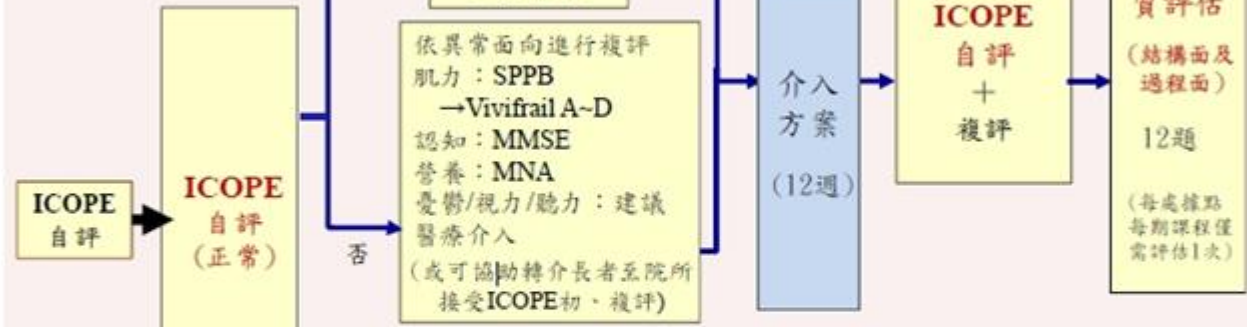 ICOPE
自評
ICOPE
自評
(正常)
否
依異常面向進行複評
肌力：SPPB
→Vivifrail A~D
認知：MMSE
營養：MNA
憂鬱/視力/聽力：建議
醫療介入
(或可協助轉介長者至院所
接受ICOPE初、複評)
介入
方案
(12週)
ICOPE
自評
+
複評
質評估
(結構面及
過程面)
12題
(每處據點
每期課程僅
需評估1次)